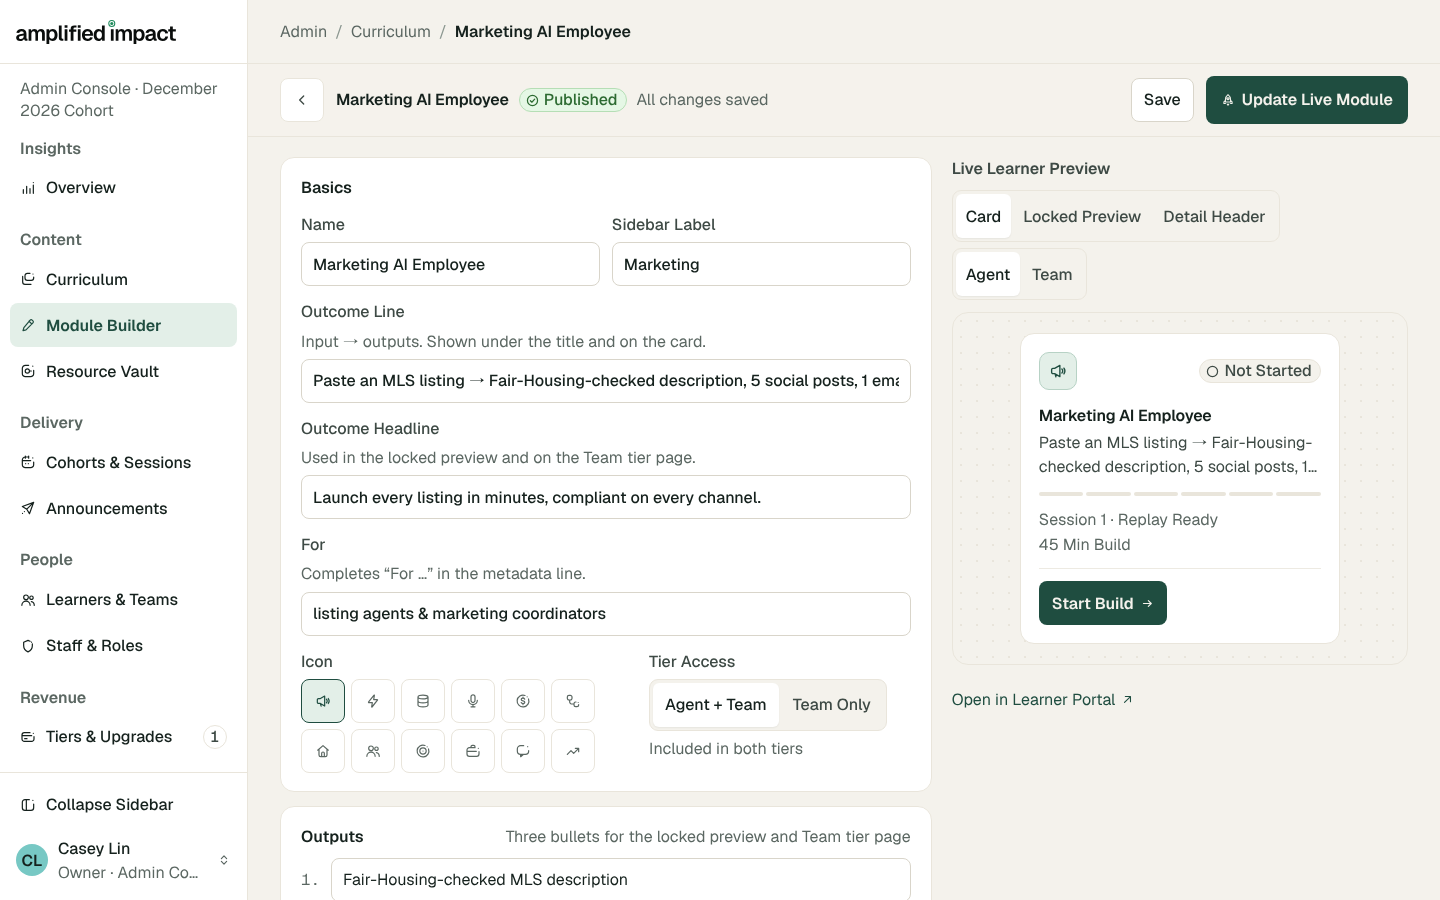 amplified impact
Admin Console · December
2026 Cohort
Insights
Overview
Content
Curriculum
Module Builder
Resource Vault
Delivery
Cohorts & Sessions
Announcements
People
Learners & Teams
Staff & Roles
Revenue
Tiers & Upgrades 1
Collapse Sidebar
CL
Casey Lin
Owner · Admin Co...
Admin / Curriculum / Marketing AI Employee
Marketing AI Employee Published All changes saved
Save Update Live Module
Basics
Name Sidebar Label
Marketing AI Employee Marketing
Outcome Line
Input → outputs. Shown under the title and on the card.
Paste an MLS listing → Fair-Housing-checked description, 5 social posts, 1 ema
Outcome Headline
Used in the locked preview and on the Team tier page.
Launch every listing in minutes, compliant on every channel.
For
Completes “For …” in the metadata line.
listing agents & marketing coordinators
Icon Tier Access
Agent + Team Team Only
Included in both tiers
Outputs Three bullets for the locked preview and Team tier page
1. Fair-Housing-checked MLS description
Live Learner Preview
Card Locked Preview Detail Header
Agent Team
Not Started
Marketing AI Employee
Paste an MLS listing → Fair-Housing-
checked description, 5 social posts, 1...
Session 1 · Replay Ready
45 Min Build
Start Build →
Open in Learner Portal ↗